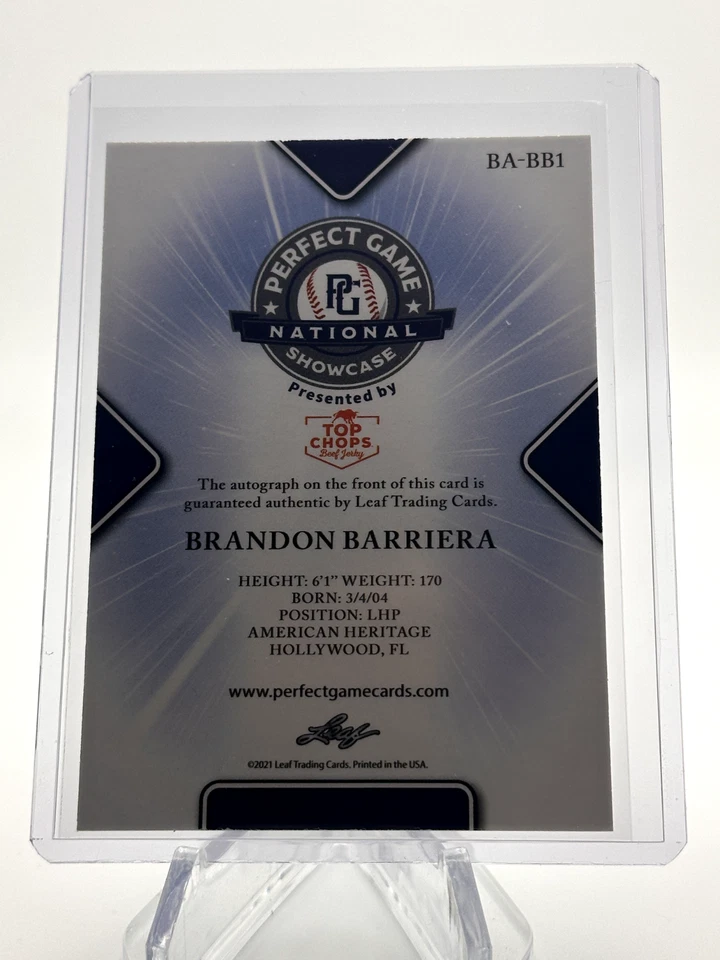 BA-BB1
PERFECT GAME
PG
NATIONAL
SHOWCASE
Presented by
TOP
CHOPS
Beef Jerky
The autograph on the front of this card is
guaranteed authentic by Leaf Trading Cards.
BRANDON BARRIERA
HEIGHT: 6'1" WEIGHT: 170
BORN: 3/4/04
POSITION: LHP
AMERICAN HERITAGE
HOLLYWOOD, FL
www.perfectgamecards.com
Leaf
©2021 Leaf Trading Cards. Printed in the USA.